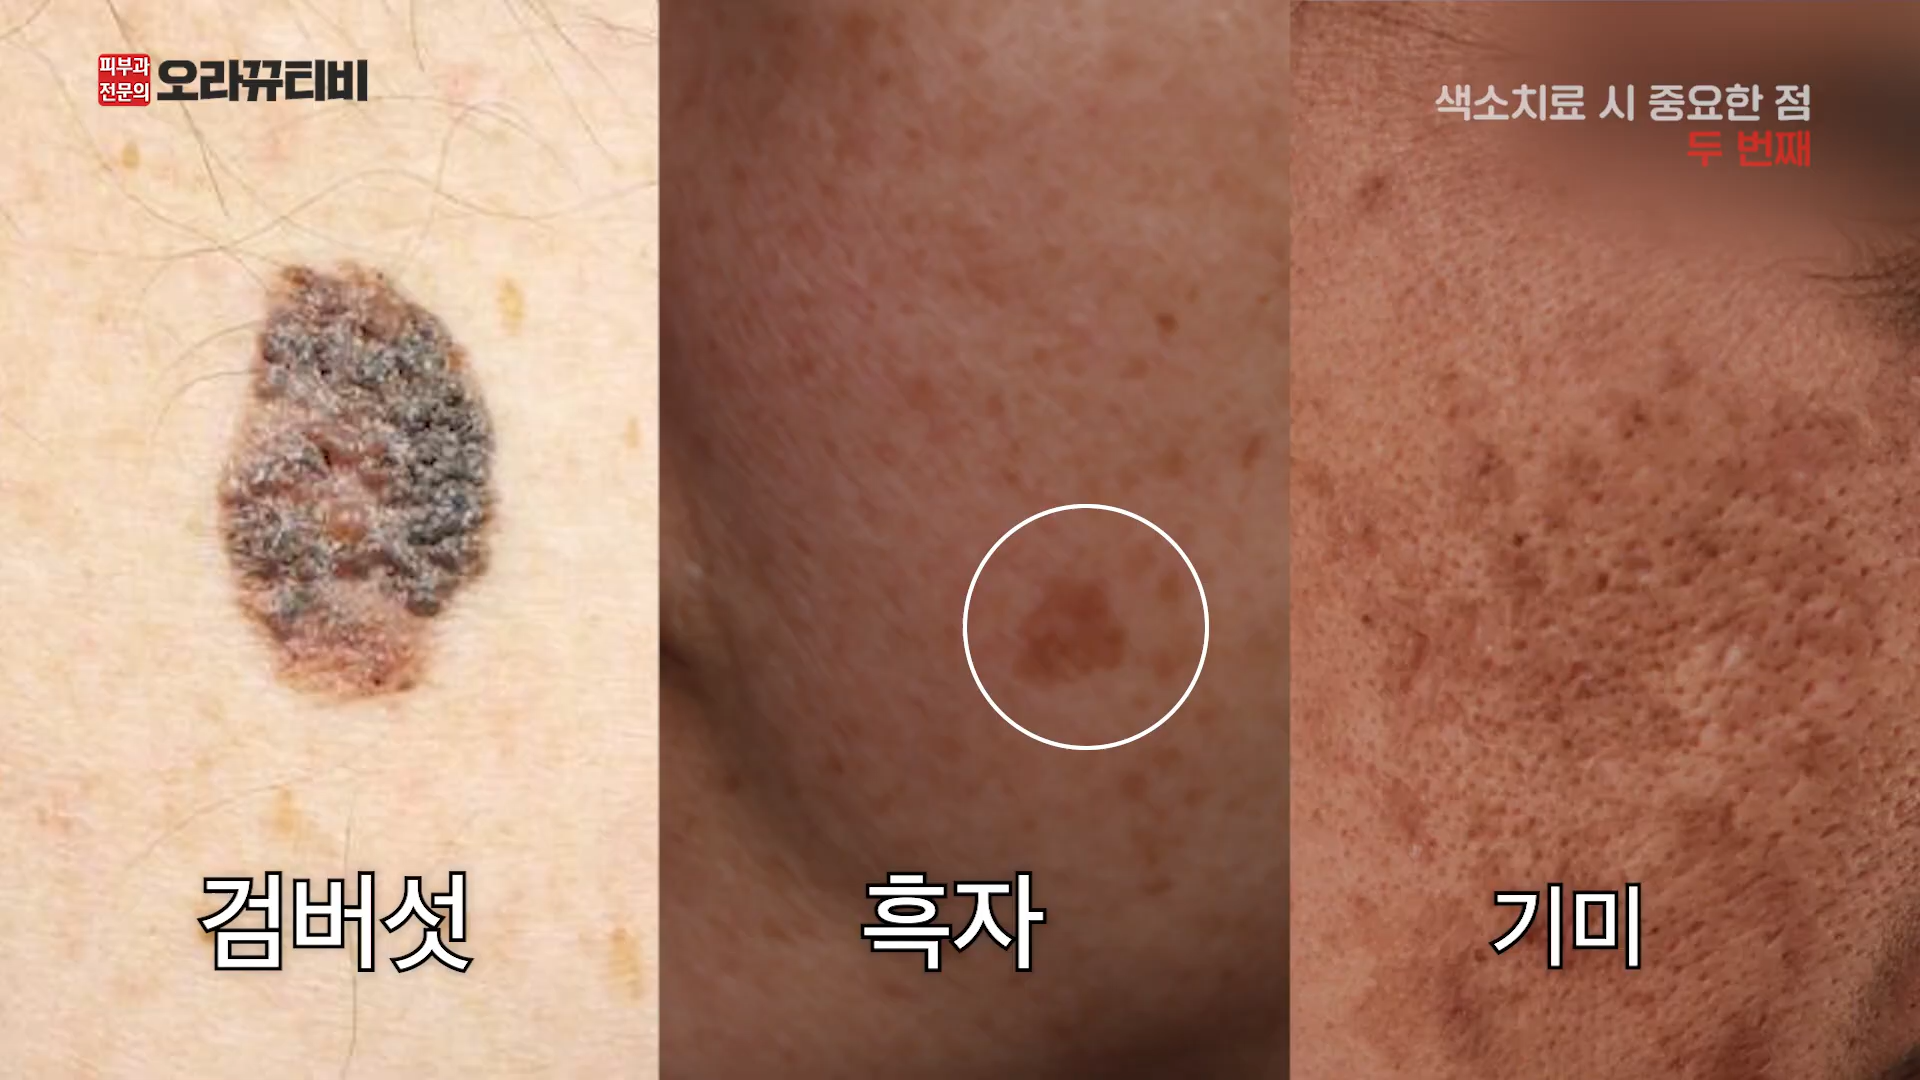 피부과
전문의
오라뀨티비
색소치료 시 중요한 점
두 번째
검버섯
흑자
기미